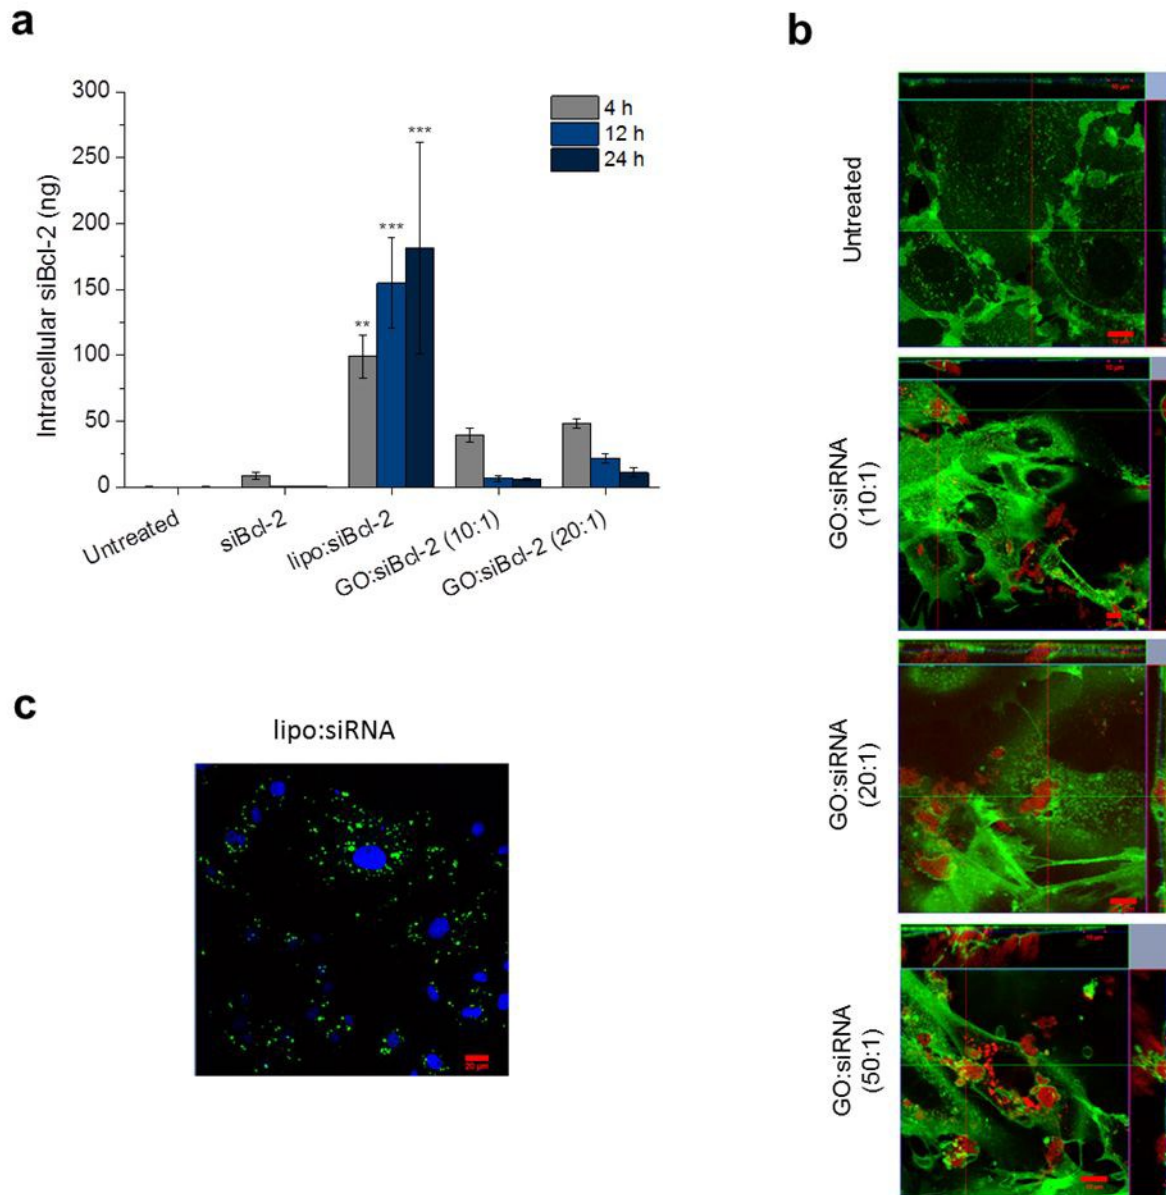 a
300
250
200
150
100
50
0
Intracellular siBcl-2 (ng)
4 h
12 h
24 h
**
***
***
Untreated
siBcl-2
lipo:siBcl-2
GO:siBcl-2 (10:1)
GO:siBcl-2 (20:1)
b
Untreated
GO:siRNA
(10:1)
GO:siRNA
(20:1)
GO:siRNA
(50:1)
c
lipo:siRNA
20 µm